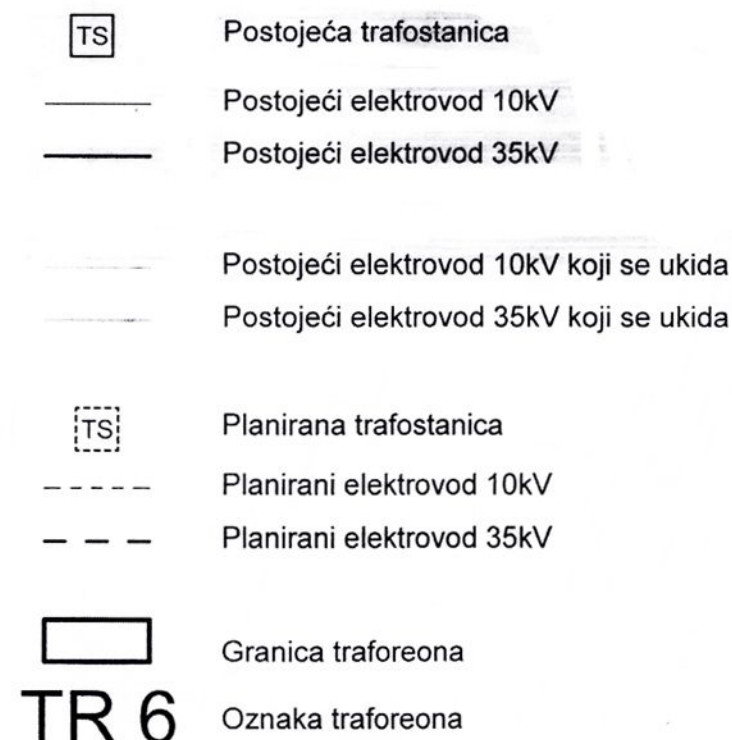 TS Postojeća trafostanica
Postojeći elektrovod 10kV
Postojeći elektrovod 35kV
Postojeći elektrovod 10kV koji se ukida
Postojeći elektrovod 35kV koji se ukida
TS Planirana trafostanica
Planirani elektrovod 10kV
Planirani elektrovod 35kV
Granica traforeona
TR 6 Oznaka traforeona